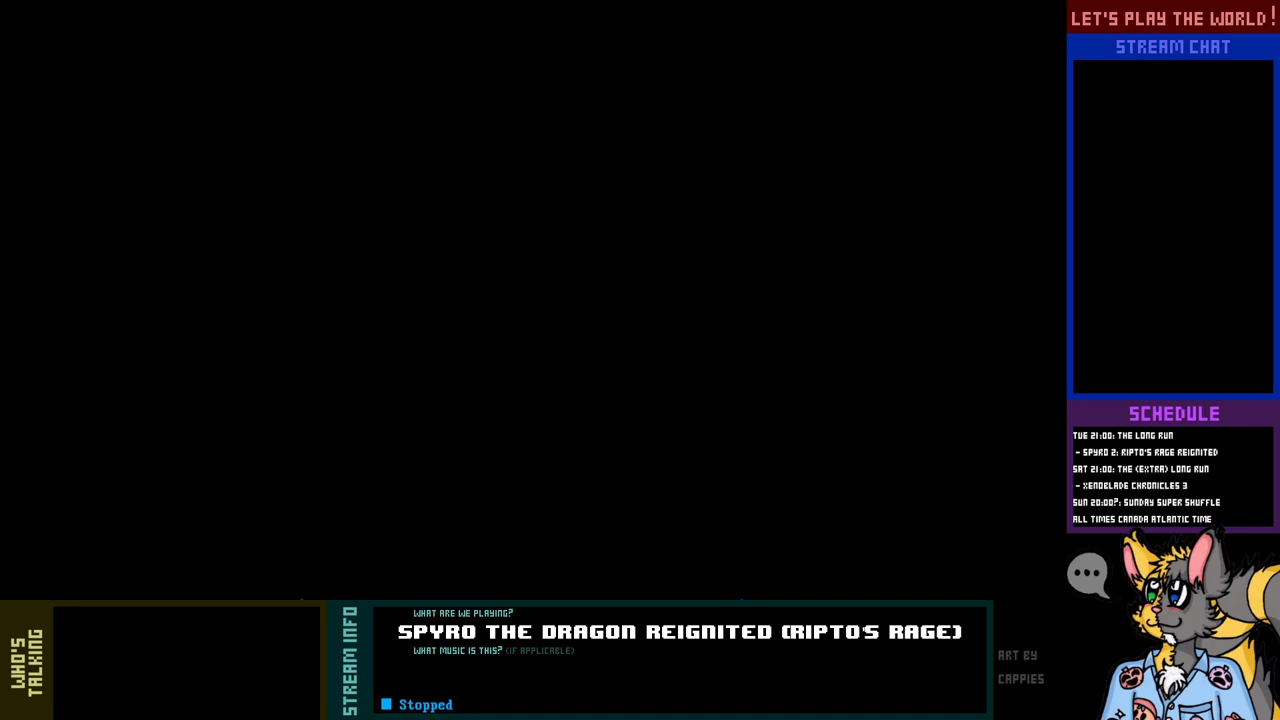 LET'S PLAY THE WORLD!
STREAM CHAT
SCHEDULE
TUE 21:00: THE LONG RUN
- SPYRO 2: RIPTO'S RAGE REIGNITED
SAT 21:00: THE (EXTRA) LONG RUN
- XENOBLADE CHRONICLES 3
SUN 20:00?: SUNDAY SUPER SHUFFLE
ALL TIMES CANADA ATLANTIC TIME
WHO'S
TALKING
STREAM INFO
WHAT ARE WE PLAYING?
SPYRO THE DRAGON REIGNITED (RIPTO'S RAGE)
WHAT MUSIC IS THIS? (IF APPLICABLE)
Stopped
ART BY
CAPPIES